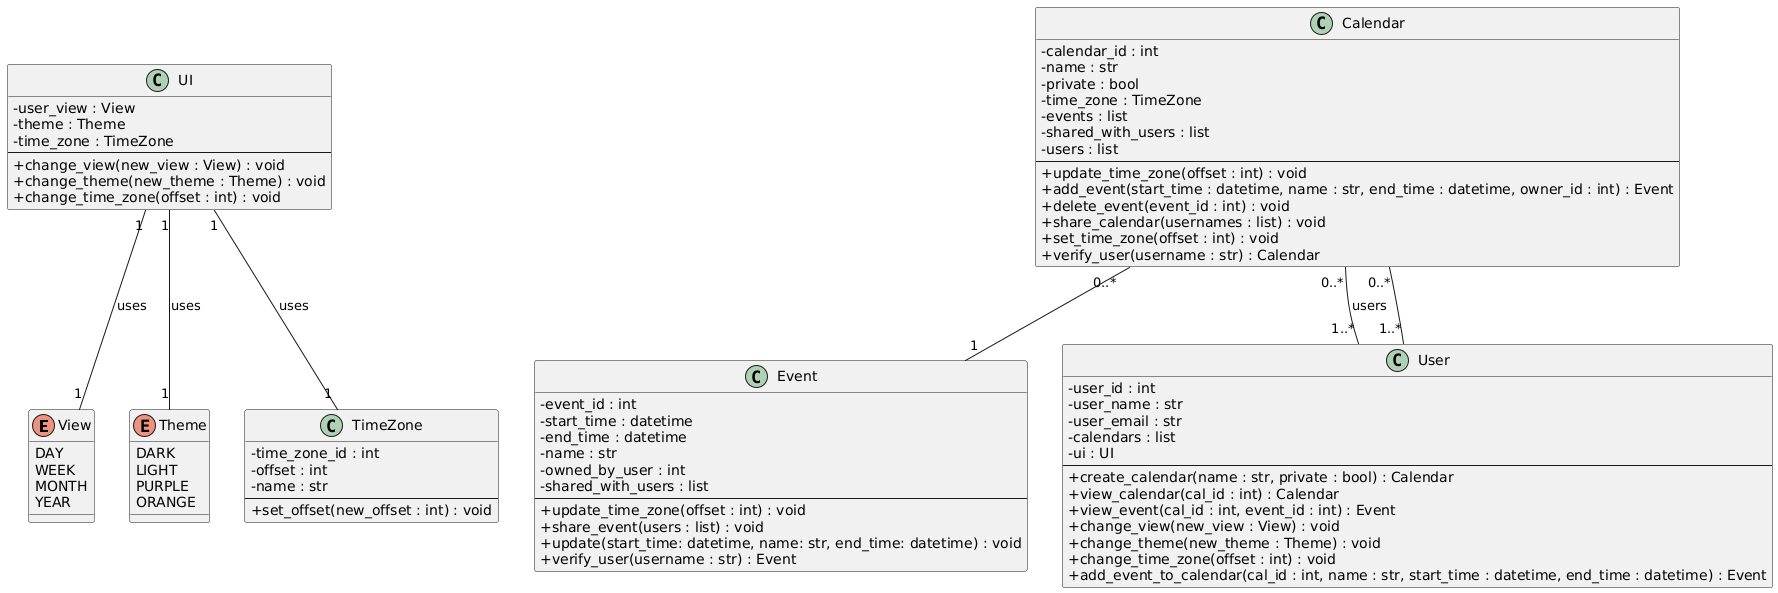 C UI
-user_view : View
-theme : Theme
-time_zone : TimeZone
+change_view(new_view : View) : void
+change_theme(new_theme : Theme) : void
+change_time_zone(offset : int) : void
C Calendar
-calendar_id : int
-name : str
-private : bool
-time_zone : TimeZone
-events : list
-shared_with_users : list
-users : list
+update_time_zone(offset : int) : void
+add_event(start_time : datetime, name : str, end_time : datetime, owner_id : int) : Event
+delete_event(event_id : int) : void
+share_calendar(usernames : list) : void
+set_time_zone(offset : int) : void
+verify_user(username : str) : Calendar
1
1
1
uses
uses
uses
1
1
1
0..*
1
0..*
0..*
users
1..*
1..*
E View
DAY
WEEK
MONTH
YEAR
E Theme
DARK
LIGHT
PURPLE
ORANGE
C TimeZone
-time_zone_id : int
-offset : int
-name : str
+set_offset(new_offset : int) : void
C Event
-event_id : int
-start_time : datetime
-end_time : datetime
-name : str
-owned_by_user : int
-shared_with_users : list
+update_time_zone(offset : int) : void
+share_event(users : list) : void
+update(start_time: datetime, name: str, end_time: datetime) : void
+verify_user(username : str) : Event
C User
-user_id : int
-user_name : str
-user_email : str
-calendars : list
-ui : UI
+create_calendar(name : str, private : bool) : Calendar
+view_calendar(cal_id : int) : Calendar
+view_event(cal_id : int, event_id : int) : Event
+change_view(new_view : View) : void
+change_theme(new_theme : Theme) : void
+change_time_zone(offset : int) : void
+add_event_to_calendar(cal_id : int, name : str, start_time : datetime, end_time : datetime) : Event